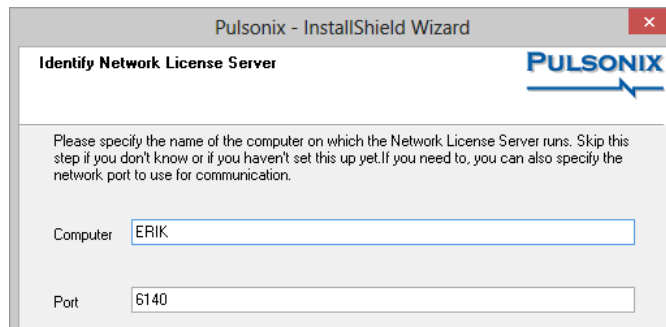 Pulsonix - InstallShield Wizard
×
Identify Network License Server
PULSONIX
Please specify the name of the computer on which the Network License Server runs. Skip this
step if you don't know or if you haven't set this up yet.If you need to, you can also specify the
network port to use for communication.
Computer ERIK
Port 6140